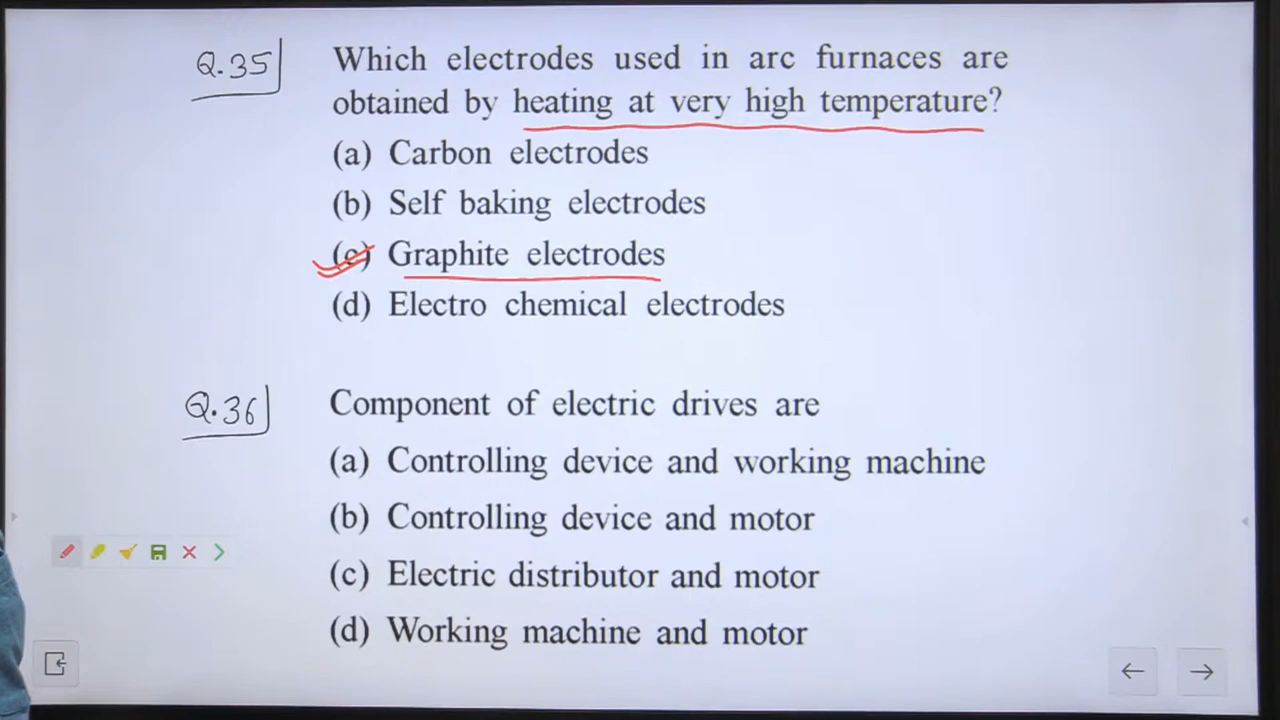 Q.35
Which electrodes used in arc furnaces are
obtained by heating at very high temperature?
(a) Carbon electrodes
(b) Self baking electrodes
(c) Graphite electrodes
(d) Electro chemical electrodes
Q.36
Component of electric drives are
(a) Controlling device and working machine
(b) Controlling device and motor
(c) Electric distributor and motor
(d) Working machine and motor